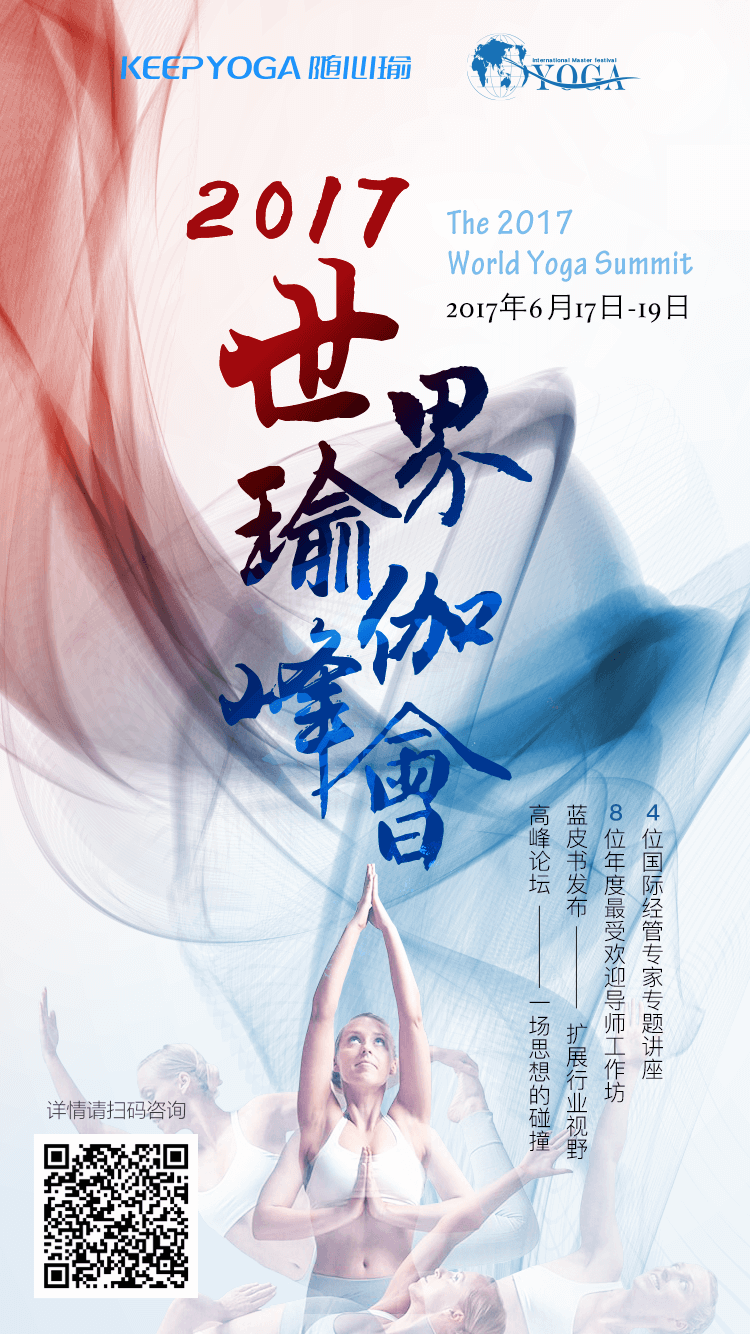 KEEPYOGA 随心瑜
International Master festival
YOGA
2017
世界
瑜伽
峰會
The 2017
World Yoga Summit
2017年6月17日-19日
4位国际经管专家专题讲座
8位年度最受欢迎导师工作坊
蓝皮书发布——扩展行业视野
高峰论坛——一场思想的碰撞
详情请扫码咨询